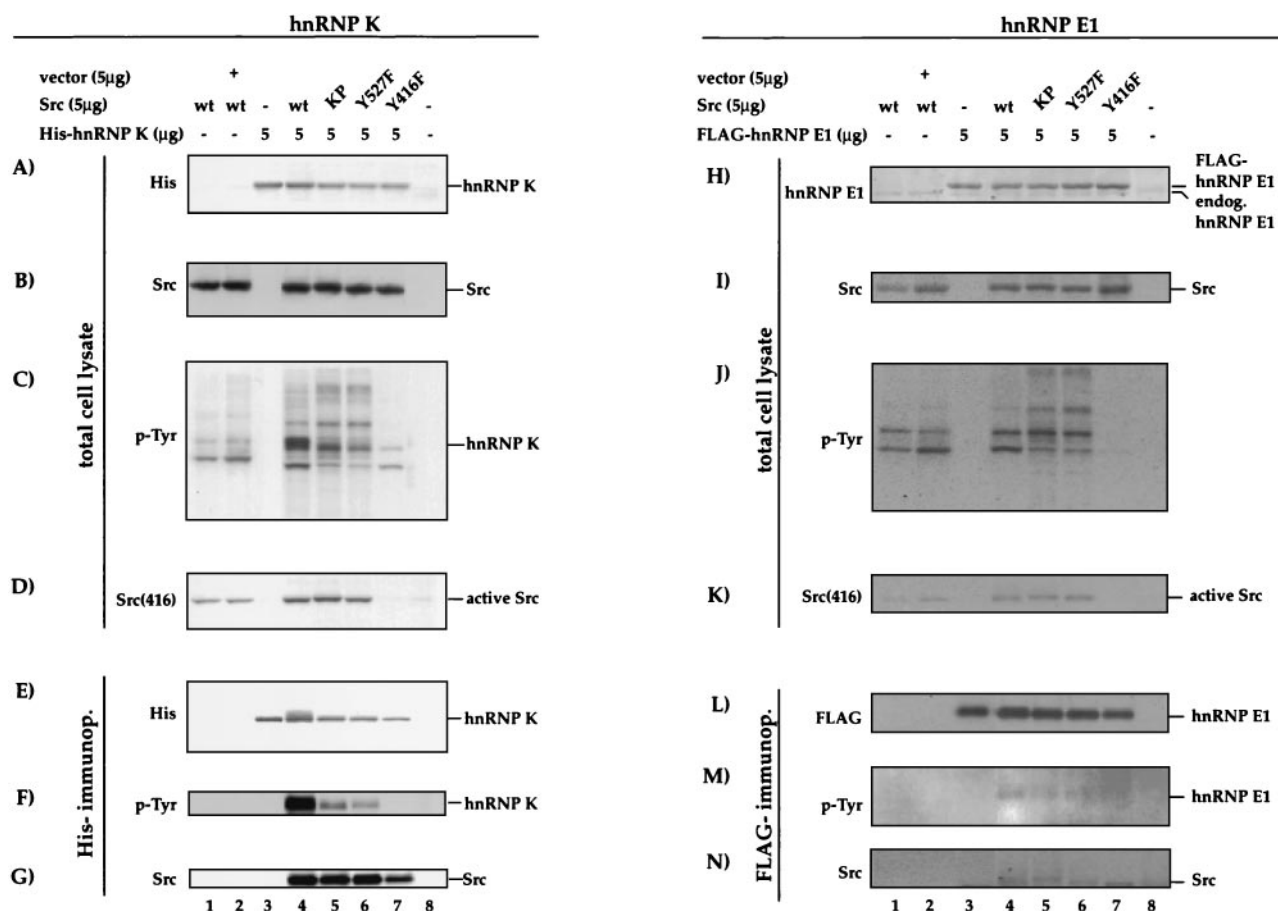 hnRNP K
vector (5μg) +
Src (5μg) wt wt - wt KP Y527F Y416F -
His-hnRNP K (μg) - - 5 5 5 5 5 -
A) His hnRNP K
B) Src Src
C) p-Tyr hnRNP K
D) Src(416) active Src
total cell lysate
E) His hnRNP K
F) p-Tyr hnRNP K
G) Src Src
His- immunop.
1 2 3 4 5 6 7 8
hnRNP E1
vector (5μg) +
Src (5μg) wt wt - wt KP Y527F Y416F -
FLAG-hnRNP E1 (μg) - - 5 5 5 5 5 -
H) hnRNP E1 FLAG-
hnRNP E1
endog.
hnRNP E1
I) Src Src
J) p-Tyr
K) Src(416) active Src
total cell lysate
L) FLAG hnRNP E1
M) p-Tyr hnRNP E1
N) Src Src
FLAG- immunop.
1 2 3 4 5 6 7 8